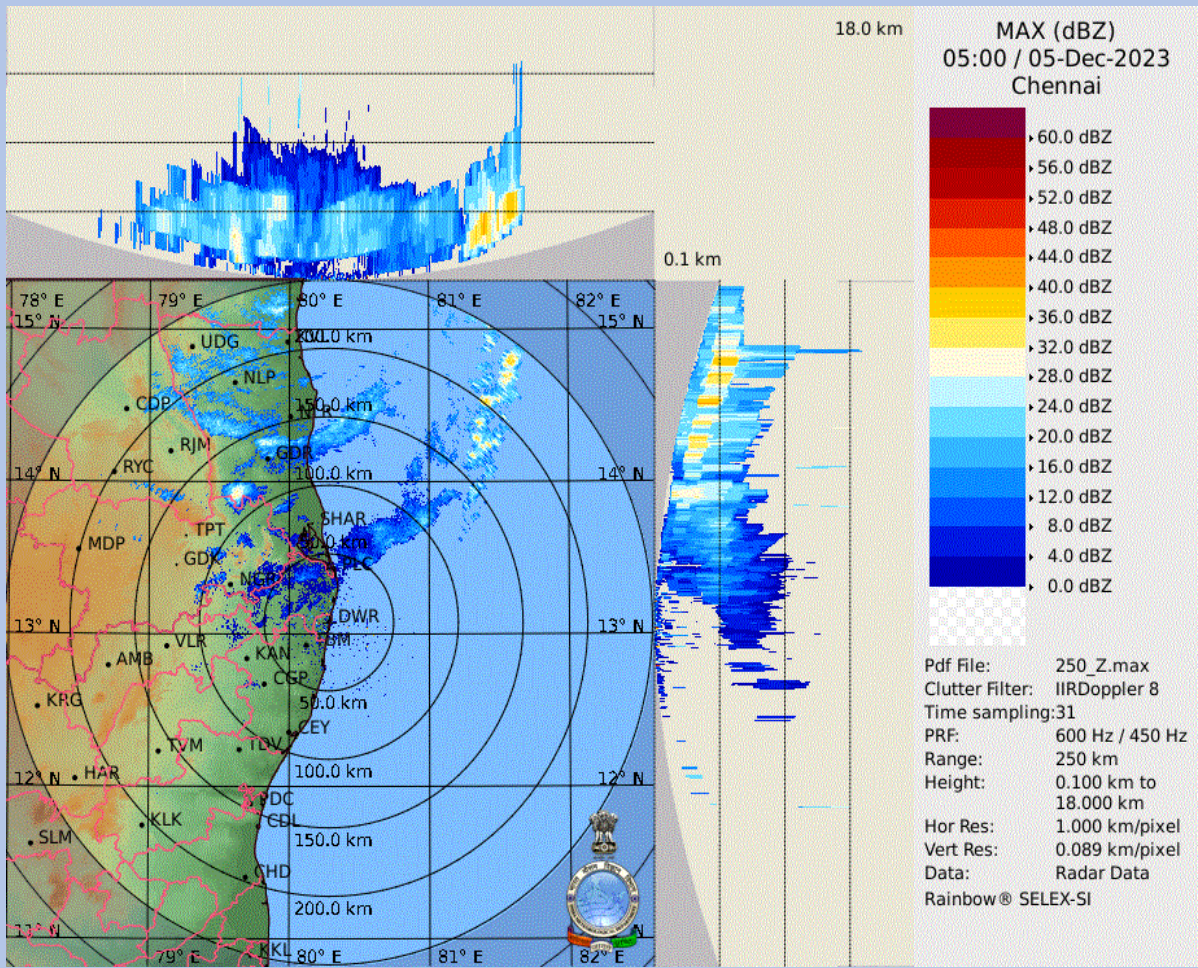 18.0 km
0.1 km
MAX (dBZ)
05:00 / 05-Dec-2023
Chennai
60.0 dBZ
56.0 dBZ
52.0 dBZ
48.0 dBZ
44.0 dBZ
40.0 dBZ
36.0 dBZ
32.0 dBZ
28.0 dBZ
24.0 dBZ
20.0 dBZ
16.0 dBZ
12.0 dBZ
8.0 dBZ
4.0 dBZ
0.0 dBZ
Pdf File: 250_Z.max
Clutter Filter: IIRDoppler 8
Time sampling:31
PRF: 600 Hz / 450 Hz
Range: 250 km
Height: 0.100 km to
18.000 km
Hor Res: 1.000 km/pixel
Vert Res: 0.089 km/pixel
Data: Radar Data
Rainbow® SELEX-SI
78° E 79° E 80° E 81° E 82° E
15° N 15° N
UDG
NLP
CDP
150.0 km
RJM
GDR
RYC
100.0 km
14° N 14° N
SHAR
TPT
MDP
GDK
DWR
13° N 13° N
VLR
AMB
KAN
CGP
KRG
50.0 km
CEY
TVM
TDV
HAR
100.0 km
12° N 12° N
PDC
KLK
CDL
SLM
150.0 km
CHD
200.0 km
11° N 11° N
KKL
79° E 80° E 81° E 82° E